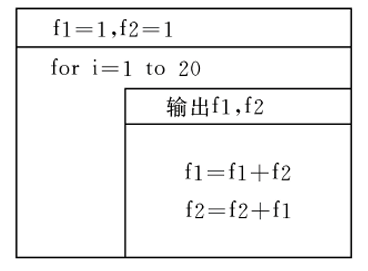 f1=1,f2=1
for i=1 to 20
输出f1,f2
f1=f1+f2
f2=f2+f1